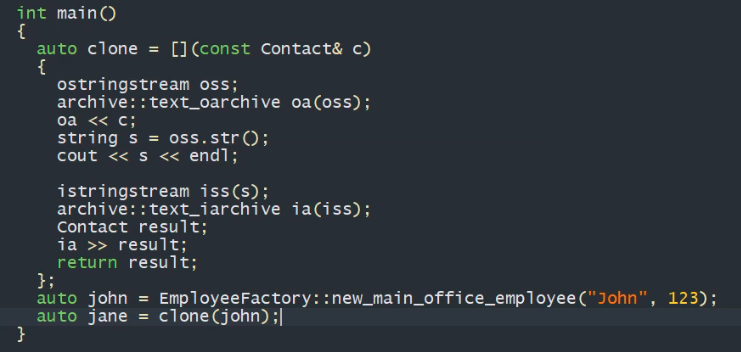 int main()
{
  auto clone = [](const Contact& c)
  {
    ostringstream oss;
    archive::text_oarchive oa(oss);
    oa << c;
    string s = oss.str();
    cout << s << endl;

    istringstream iss(s);
    archive::text_iarchive ia(iss);
    Contact result;
    ia >> result;
    return result;
  };
  auto john = EmployeeFactory::new_main_office_employee("John", 123);
  auto jane = clone(john);
}